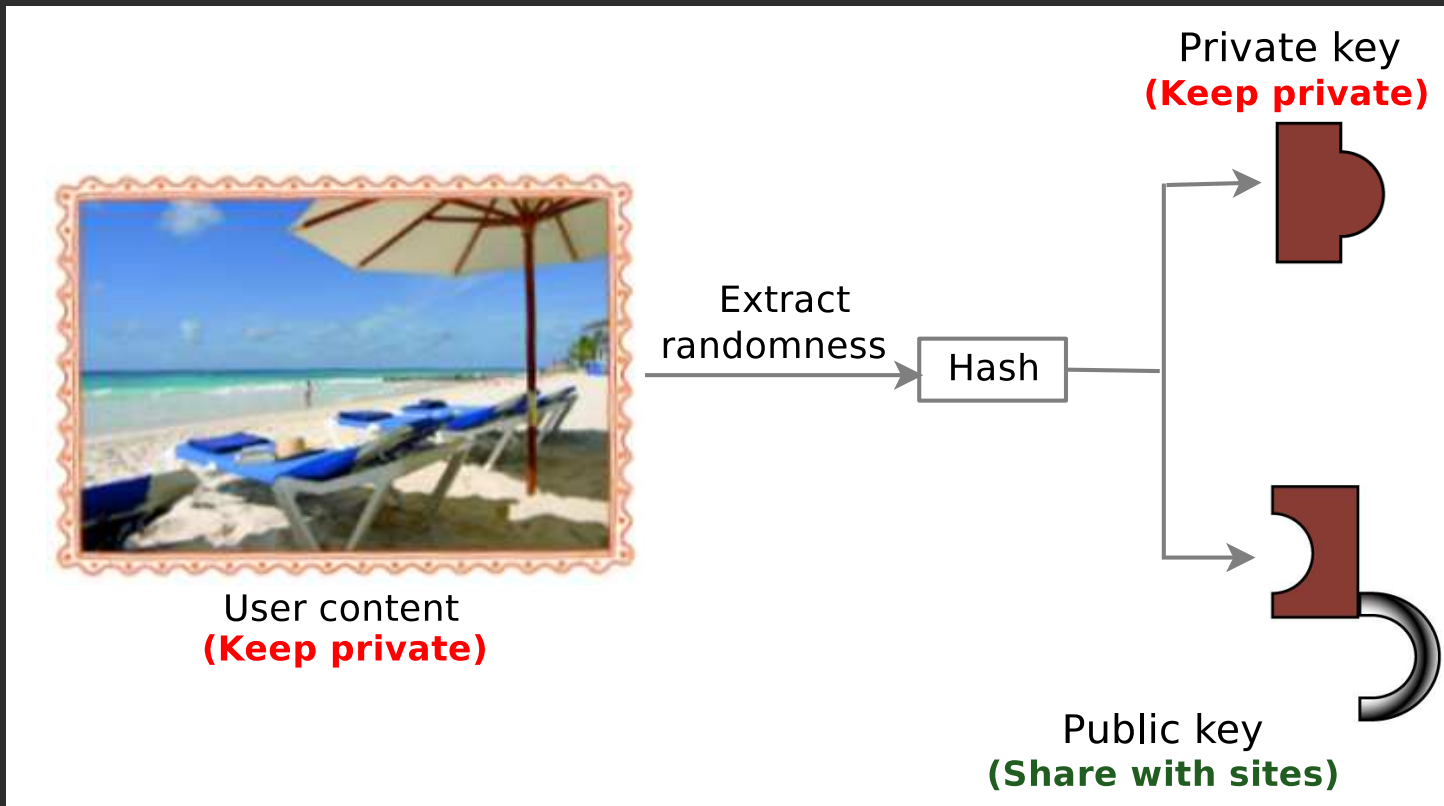 Private key
(Keep private)
Extract
randomness
Hash
User content
(Keep private)
Public key
(Share with sites)